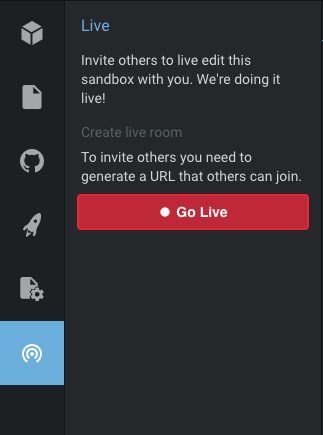 Live
Invite others to live edit this
sandbox with you. We're doing it
live!
Create live room
To invite others you need to
generate a URL that others can join.
Go Live